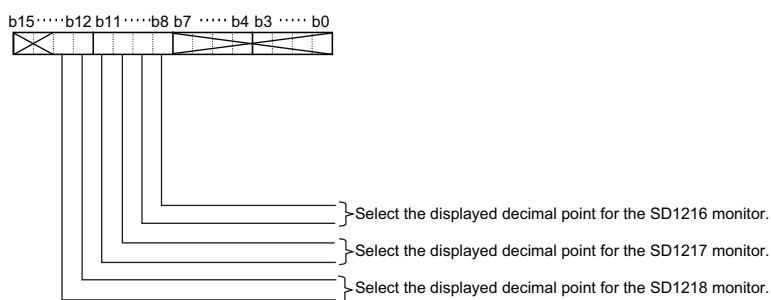 b15·····b12 b11·····b8 b7 ·····b4 b3 ·····b0
Select the displayed decimal point for the SD1216 monitor.
Select the displayed decimal point for the SD1217 monitor.
Select the displayed decimal point for the SD1218 monitor.